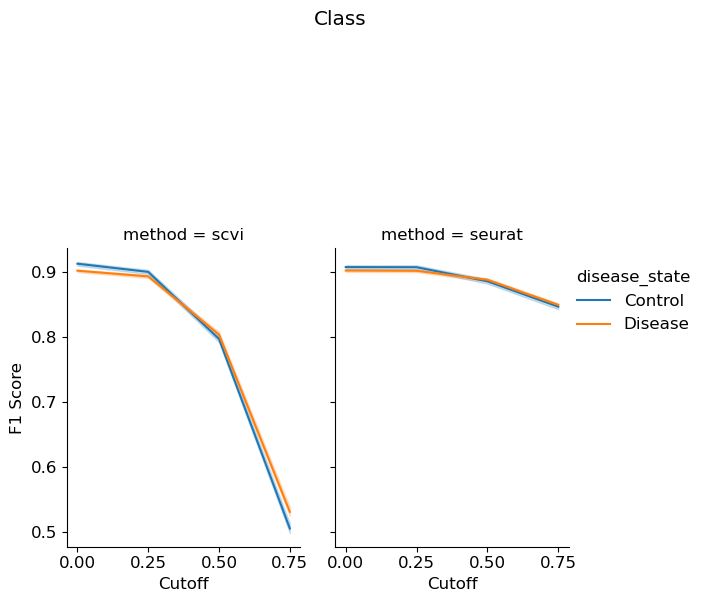 Class
method = scvi
method = seurat
F1 Score
0.9
0.8
0.7
0.6
0.5
0.00 0.25 0.50 0.75
0.00 0.25 0.50 0.75
Cutoff
Cutoff
disease_state
Control
Disease